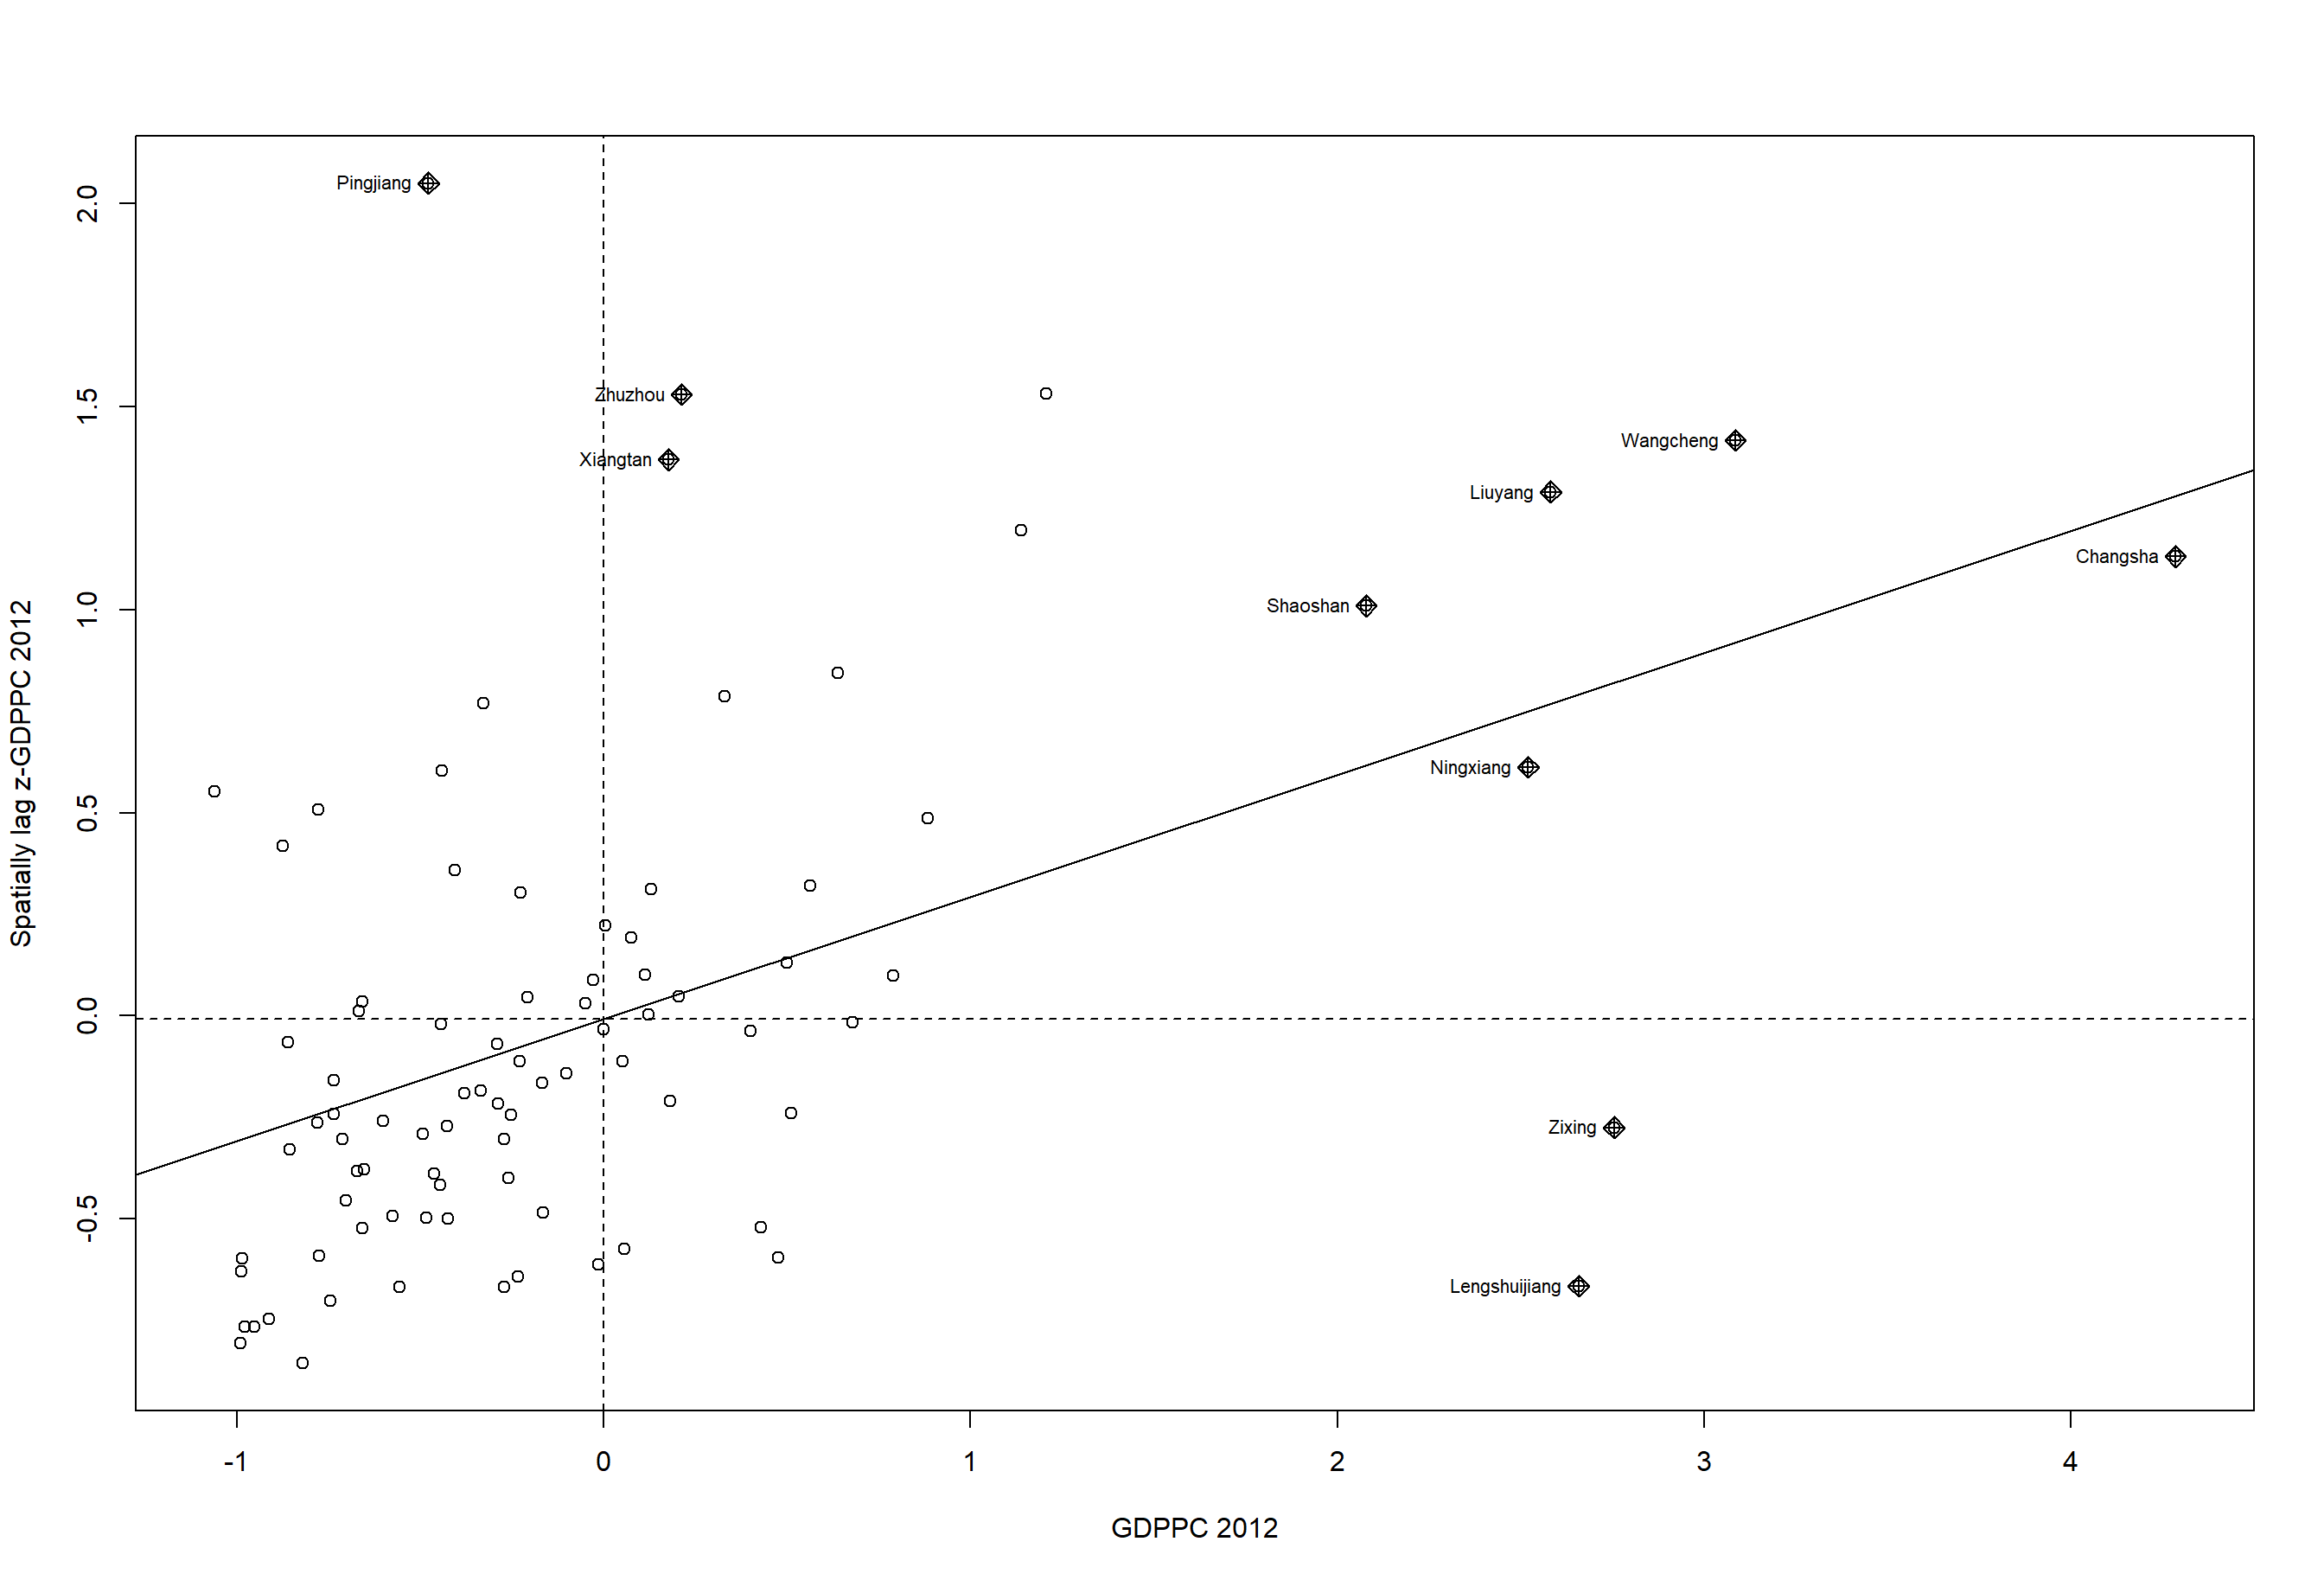 Pingjiang
Zhuzhou
Xiangtan
Wangcheng
Liuyang
Changsha
Shaoshan
Ningxiang
Zixing
Lengshuijiang
2.0
1.5
1.0
0.5
0.0
-0.5
Spatially lag z-GDPPC 2012
-1 0 1 2 3 4
GDPPC 2012